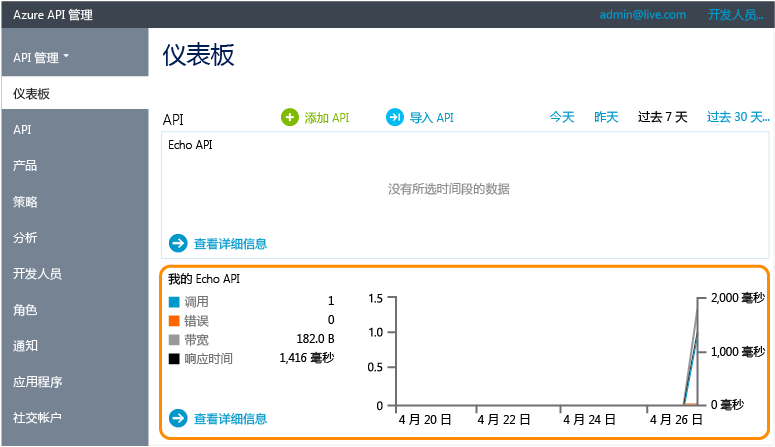 Azure API 管理
admin@live.com 开发人员...
API 管理
仪表板
API
产品
策略
分析
开发人员
角色
通知
应用程序
社交帐户
仪表板
API 添加 API 导入 API 今天 昨天 过去 7 天 过去 30 天...
Echo API
没有所选时间段的数据
查看详细信息
我的 Echo API
调用 1
错误 0
带宽 182.0 B
响应时间 1,416 毫秒
查看详细信息
1.5
1.0
0.5
0
2,000 毫秒
1,000 毫秒
0 毫秒
4 月 20 日 4 月 22 日 4 月 24 日 4 月 26 日